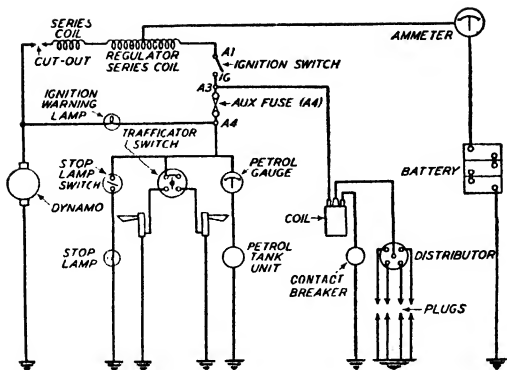 SERIES
COIL
CUT-OUT
REGULATOR
SERIES COIL
A1
IGNITION SWITCH
IG
A3
AUX FUSE (A4)
A4
AMMETER
IGNITION
WARNING
LAMP
TRAFFICATOR
SWITCH
STOP
LAMP
SWITCH
PETROL
GAUGE
BATTERY
DYNAMO
COIL
STOP
LAMP
PETROL
TANK
UNIT
CONTACT
BREAKER
DISTRIBUTOR
PLUGS